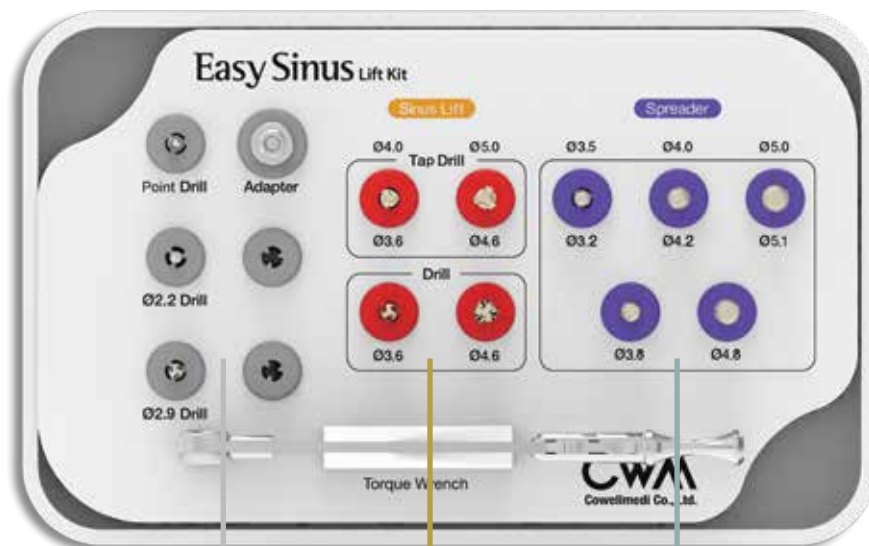 Easy Sinus Lift Kit
Sinus Lift
Spreader
Point Drill
Adapter
Ø2.2 Drill
Ø2.9 Drill
Ø4.0 Ø5.0
Tap Drill
Ø3.6 Ø4.6
Drill
Ø3.6 Ø4.6
Ø3.5 Ø4.0 Ø5.0
Ø3.2 Ø4.2 Ø5.1
Ø3.8 Ø4.8
Torque Wrench
CWM
Cowellmedi Co., Ltd.